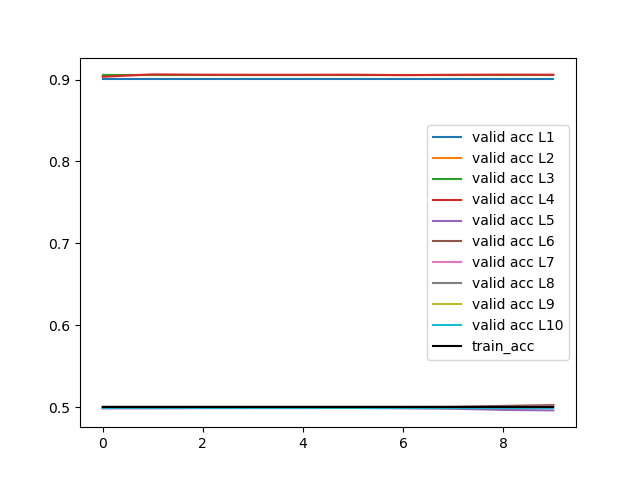 0.9
0.8
0.7
0.6
0.5
valid acc L1
valid acc L2
valid acc L3
valid acc L4
valid acc L5
valid acc L6
valid acc L7
valid acc L8
valid acc L9
valid acc L10
train_acc
0 2 4 6 8